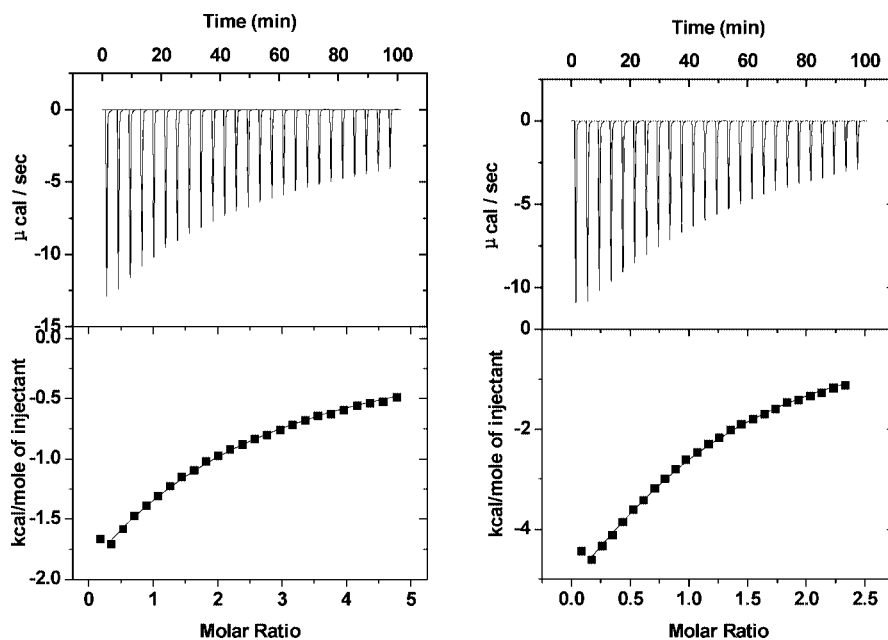 Time (min)
0 20 40 60 80 100
0
-5
-10
-15
μ cal / sec
0.0
-0.5
-1.0
-1.5
-2.0
kcal/mole of injectant
0 1 2 3 4 5
Molar Ratio
Time (min)
0 20 40 60 80 100
0
-5
-10
μ cal / sec
0
-2
-4
kcal/mole of injectant
0.0 0.5 1.0 1.5 2.0 2.5
Molar Ratio